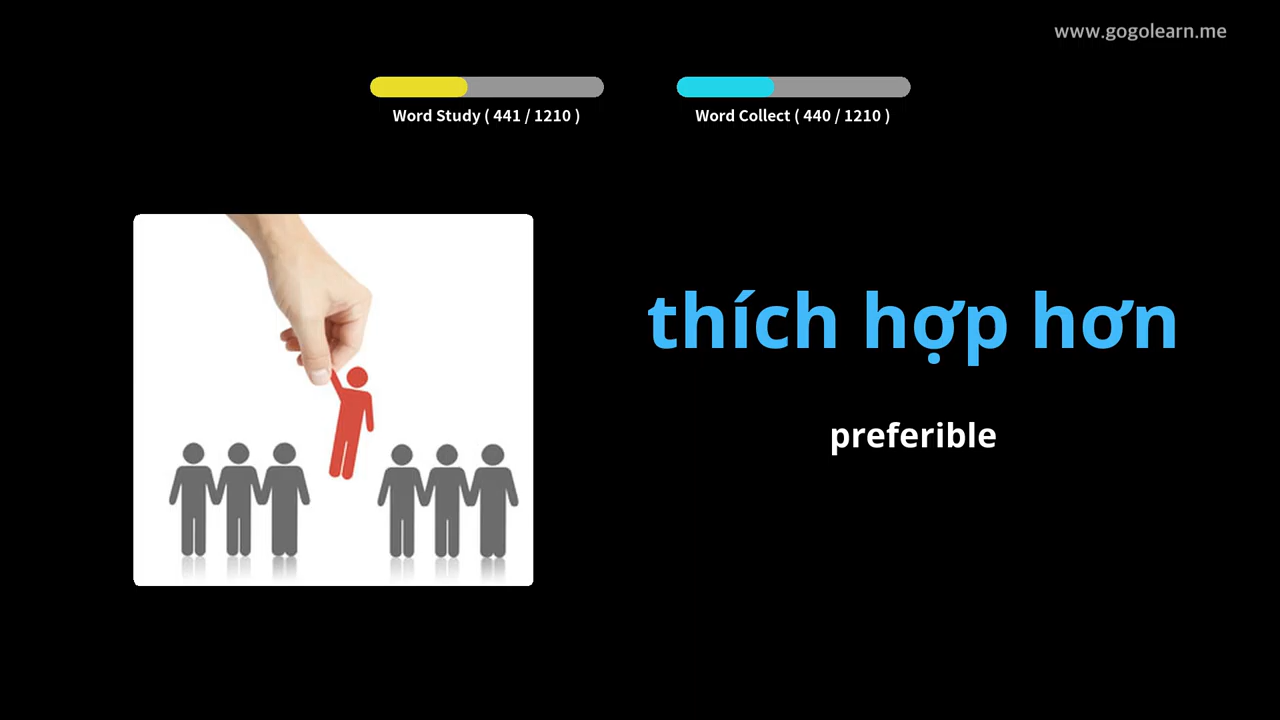 www.gogolearn.me
Word Study ( 441 / 1210 )
Word Collect ( 440 / 1210 )
thích hợp hơn
preferible